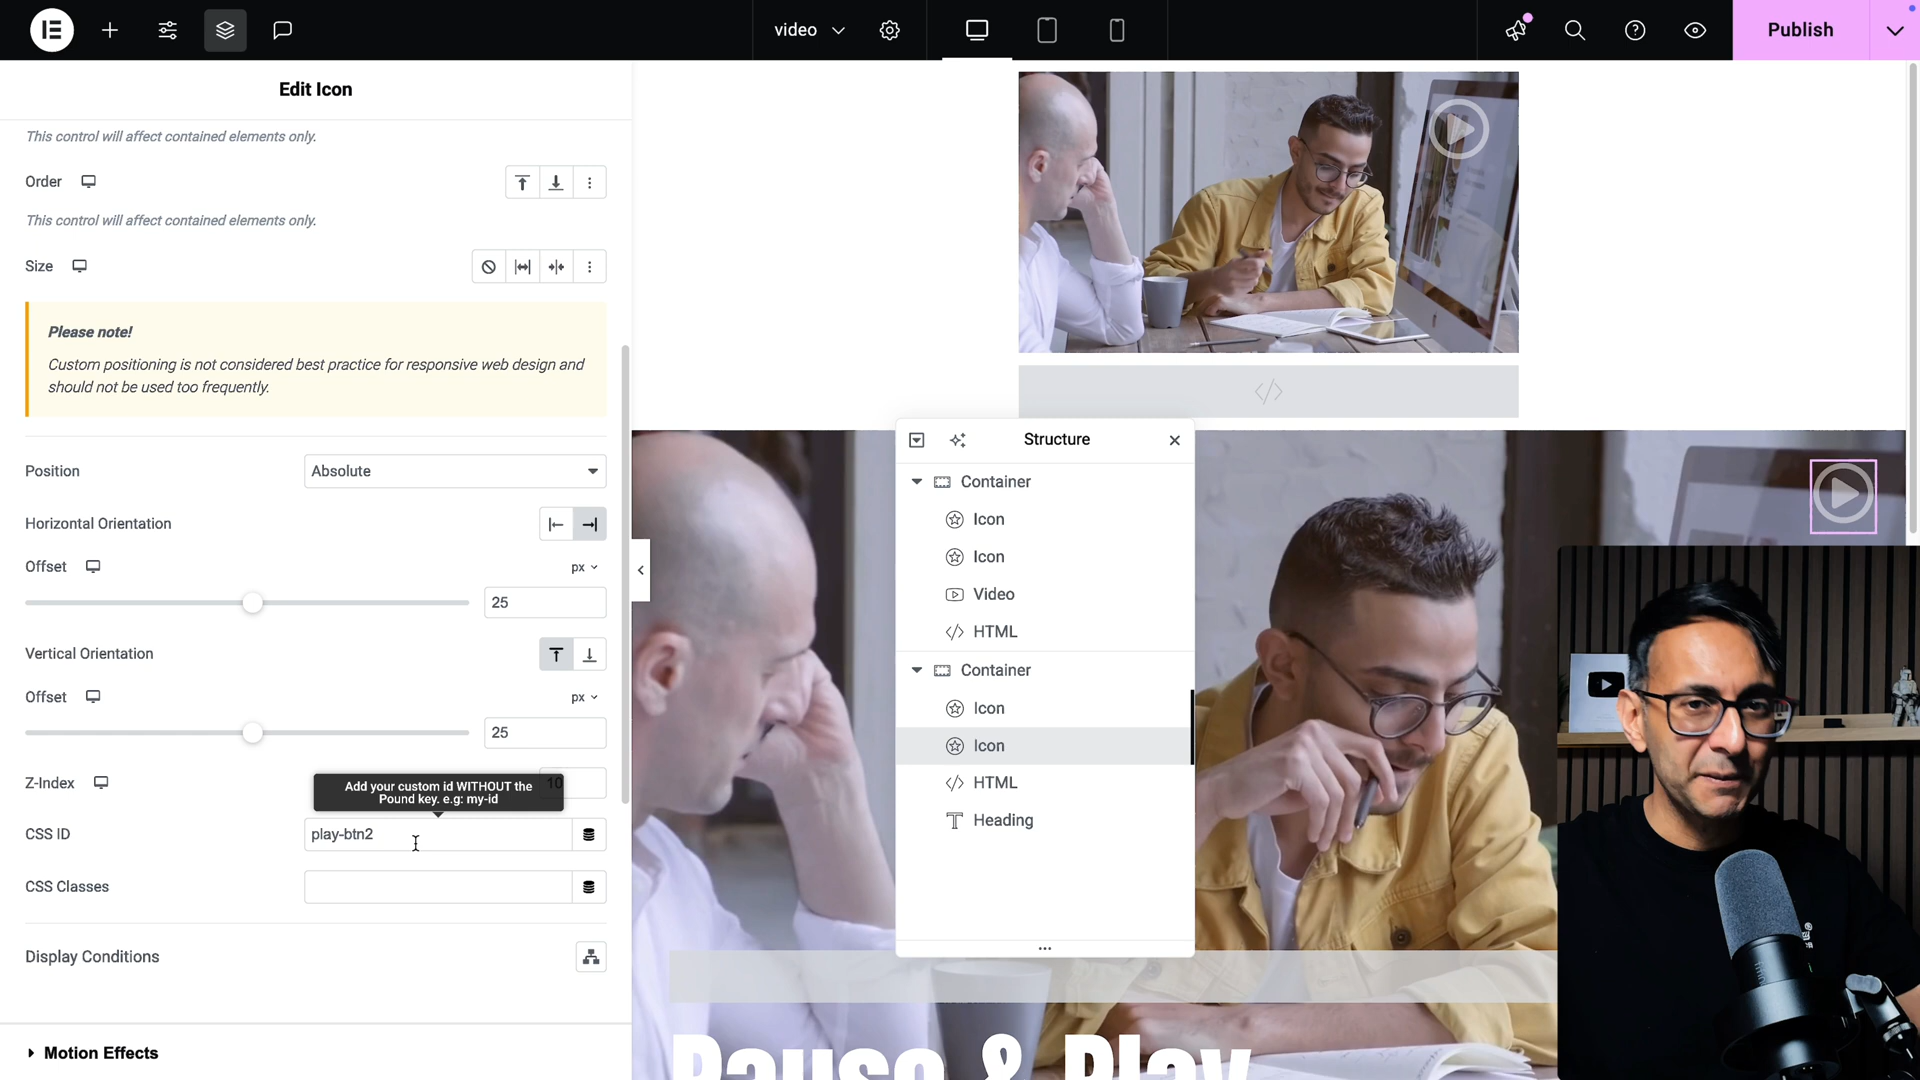 video
Publish
Edit Icon
This control will affect contained elements only.
Order
This control will affect contained elements only.
Size
Please note!
Custom positioning is not considered best practice for responsive web design and
should not be used too frequently.
Position
Absolute
Horizontal Orientation
Offset
px
25
Vertical Orientation
Offset
px
25
Z-Index
10
Add your custom id WITHOUT the
Pound key. e.g: my-id
CSS ID
play-btn2
CSS Classes
Display Conditions
Motion Effects
Structure
Container
Icon
Icon
Video
HTML
Container
Icon
Icon
HTML
Heading
Pause & Play